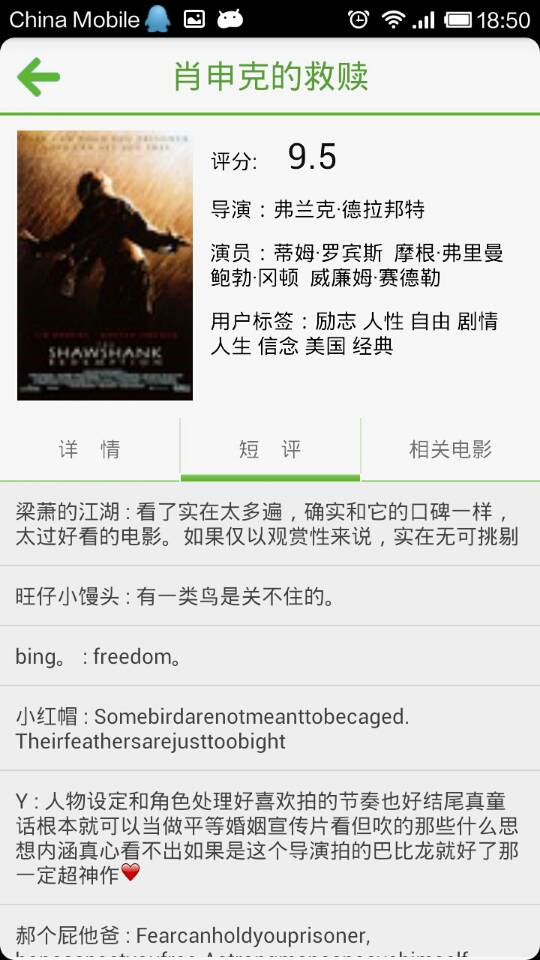 China Mobile 18:50
肖申克的救赎
评分: 9.5
导演：弗兰克·德拉邦特
演员：蒂姆·罗宾斯 摩根·弗里曼
鲍勃·冈顿 威廉姆·赛德勒
用户标签：励志 人性 自由 剧情
人生 信念 美国 经典
SHAWSHANK
REDEMPTION
详 情 短 评 相关电影
梁萧的江湖 : 看了实在太多遍，确实和它的口碑一样，
太过好看的电影。如果仅以观赏性来说，实在无可挑剔
旺仔小馒头 : 有一类鸟是关不住的。
bing。 : freedom。
小红帽 : Somebirdarenotmeanttobecaged.
Theirfeathersarejusttoobight
Y : 人物设定和角色处理好喜欢拍的节奏也好结尾真童
话根本就可以当做平等婚姻宣传片看但吹的那些什么思
想内涵真心看不出如果是这个导演拍的巴比龙就好了那
一定超神作❤
郝个屁他爸 : Fearcanholdyouprisoner,